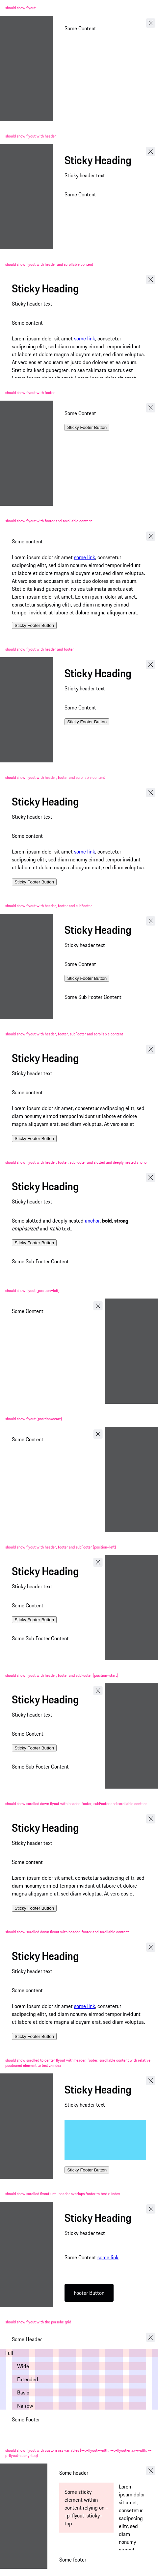 should show flyout
Some Content
should show flyout with header
Sticky Heading
Sticky header text
Some Content
should show flyout with header and scrollable content
Sticky Heading
Sticky header text
Some content
Lorem ipsum dolor sit amet some link, consetetur
sadipscing elitr, sed diam nonumy eirmod tempor invidunt
ut labore et dolore magna aliquyam erat, sed diam voluptua.
At vero eos et accusam et justo duo dolores et ea rebum.
Stet clita kasd gubergren, no sea takimata sanctus est
should show flyout with footer
Some Content
Sticky Footer Button
should show flyout with footer and scrollable content
Some content
Lorem ipsum dolor sit amet some link, consetetur
sadipscing elitr, sed diam nonumy eirmod tempor invidunt
ut labore et dolore magna aliquyam erat, sed diam voluptua.
At vero eos et accusam et justo duo dolores et ea rebum.
Stet clita kasd gubergren, no sea takimata sanctus est
Lorem ipsum dolor sit amet. Lorem ipsum dolor sit amet,
consetetur sadipscing elitr, sed diam nonumy eirmod
tempor invidunt ut labore et dolore magna aliquyam erat,
Sticky Footer Button
should show flyout with header and footer
Sticky Heading
Sticky header text
Some Content
Sticky Footer Button
should show flyout with header, footer and scrollable content
Sticky Heading
Sticky header text
Some content
Lorem ipsum dolor sit amet some link, consetetur
sadipscing elitr, sed diam nonumy eirmod tempor invidunt
ut labore et dolore magna aliquyam erat, sed diam voluptua.
Sticky Footer Button
should show flyout with header, footer and subFooter
Sticky Heading
Sticky header text
Some Content
Sticky Footer Button
Some Sub Footer Content
should show flyout with header, footer, subFooter and scrollable content
Sticky Heading
Sticky header text
Some content
Lorem ipsum dolor sit amet, consetetur sadipscing elitr, sed
diam nonumy eirmod tempor invidunt ut labore et dolore
magna aliquyam erat, sed diam voluptua. At vero eos et
Sticky Footer Button
should show flyout with header, footer, subFooter and slotted and deeply nested anchor
Sticky Heading
Sticky header text
Some slotted and deeply nested anchor, bold, strong,
emphasized and italic text.
Sticky Footer Button
Some Sub Footer Content
should show flyout (position=left)
Some Content
should show flyout (position=start)
Some Content
should show flyout with header, footer and subFooter (position=left)
Sticky Heading
Sticky header text
Some Content
Sticky Footer Button
Some Sub Footer Content
should show flyout with header, footer and subFooter (position=start)
Sticky Heading
Sticky header text
Some Content
Sticky Footer Button
Some Sub Footer Content
should show scrolled down flyout with header, footer, subFooter and scrollable content
Sticky Heading
Sticky header text
Some content
Lorem ipsum dolor sit amet, consetetur sadipscing elitr, sed
diam nonumy eirmod tempor invidunt ut labore et dolore
magna aliquyam erat, sed diam voluptua. At vero eos et
Sticky Footer Button
should show scrolled down flyout with header, footer and scrollable content
Sticky Heading
Sticky header text
Some content
Lorem ipsum dolor sit amet some link, consetetur
sadipscing elitr, sed diam nonumy eirmod tempor invidunt
ut labore et dolore magna aliquyam erat, sed diam voluptua.
Sticky Footer Button
should show scrolled to center flyout with header, footer, scrollable content with relative
positioned element to test z-index
Sticky Heading
Sticky header text
Sticky Footer Button
should show scrolled flyout until header overlaps footer to test z-index
Sticky Heading
Sticky header text
Some Content some link
Footer Button
should show flyout with the porsche grid
Some Header
Full
Wide
Extended
Basic
Narrow
Some Footer
should show flyout with custom css variables (--p-flyout-width, --p-flyout-max-width, --
p-flyout-sticky-top)
Some header
Some sticky
element within
content relying on -
-p-flyout-sticky-
top
Lorem
ipsum dolor
sit amet,
consetetur
sadipscing
elitr, sed
diam
nonumy
Some footer